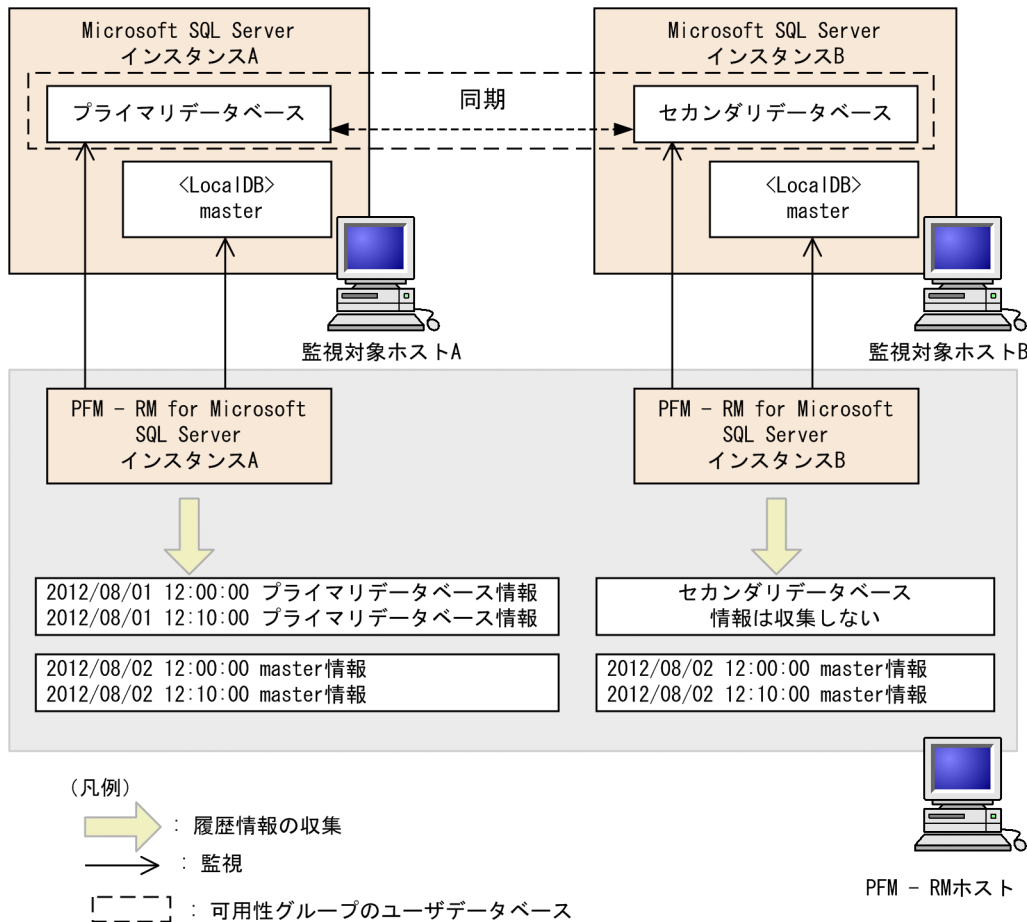 Microsoft SQL Server
インスタンスA
Microsoft SQL Server
インスタンスB
同期
プライマリデータベース
セカンダリデータベース
<LocalDB>
master
<LocalDB>
master
監視対象ホストA
監視対象ホストB
PFM - RM for Microsoft
SQL Server
インスタンスA
PFM - RM for Microsoft
SQL Server
インスタンスB
2012/08/01 12:00:00 プライマリデータベース情報
2012/08/01 12:10:00 プライマリデータベース情報
セカンダリデータベース
情報は収集しない
2012/08/02 12:00:00 master情報
2012/08/02 12:10:00 master情報
2012/08/02 12:00:00 master情報
2012/08/02 12:10:00 master情報
(凡例)
: 履歴情報の収集
: 監視
: 可用性グループのユーザデータベース
PFM - RMホスト